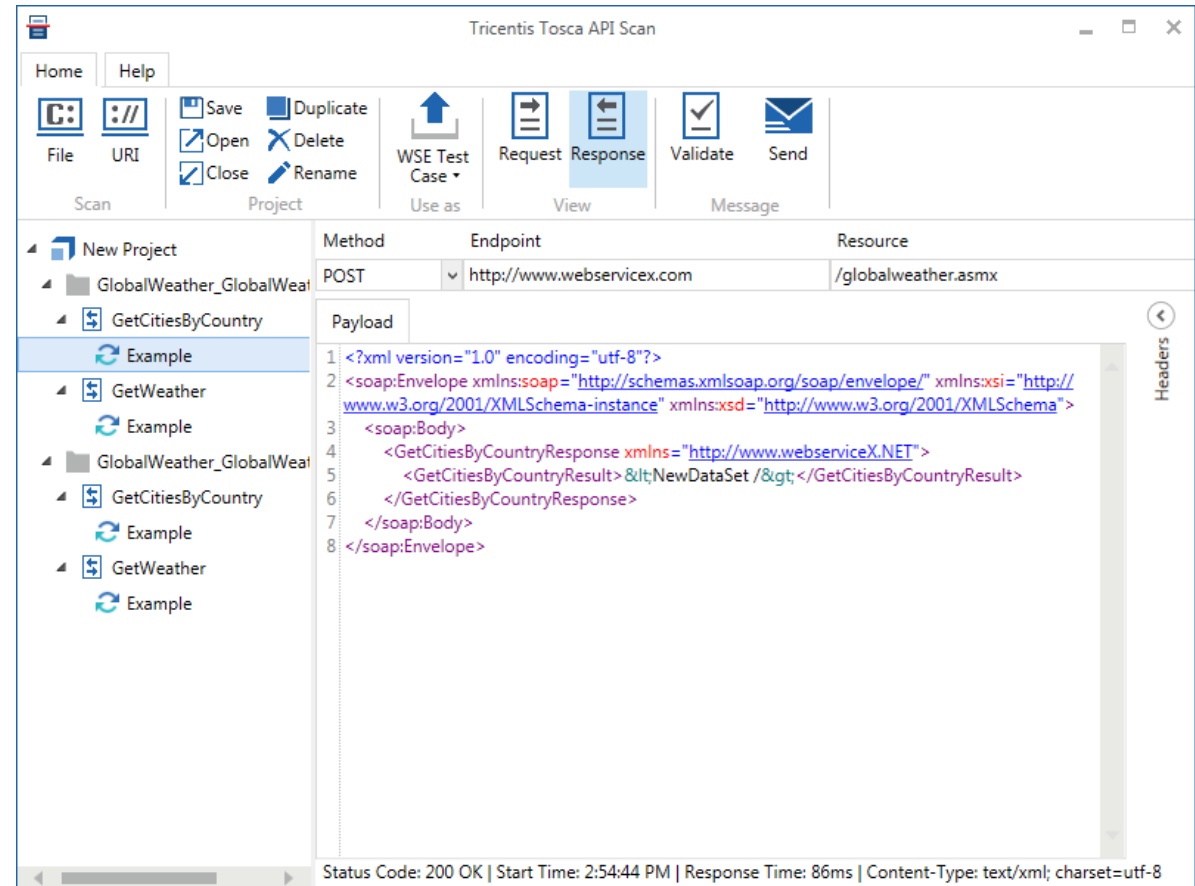 Tricentis Tosca API Scan
Home Help
C: :// Save Duplicate
Open Delete
Close Rename
File URI WSE Test Case Request Response Validate Send
Scan Project Use as View Message
New Project
GlobalWeather_GlobalWeat
GetCitiesByCountry
Example
GetWeather
Example
GlobalWeather_GlobalWeat
GetCitiesByCountry
Example
GetWeather
Example
Method Endpoint Resource
POST http://www.webservicex.com /globalweather.asmx
Payload
Headers
1 <?xml version="1.0" encoding="utf-8"?>
2 <soap:Envelope xmlns:soap="http://schemas.xmlsoap.org/soap/envelope/" xmlns:xsi="http://
www.w3.org/2001/XMLSchema-instance" xmlns:xsd="http://www.w3.org/2001/XMLSchema">
3 <soap:Body>
4 <GetCitiesByCountryResponse xmlns="http://www.webserviceX.NET">
5 <GetCitiesByCountryResult>&lt;NewDataSet /&gt;</GetCitiesByCountryResult>
6 </GetCitiesByCountryResponse>
7 </soap:Body>
8 </soap:Envelope>
Status Code: 200 OK | Start Time: 2:54:44 PM | Response Time: 86ms | Content-Type: text/xml; charset=utf-8